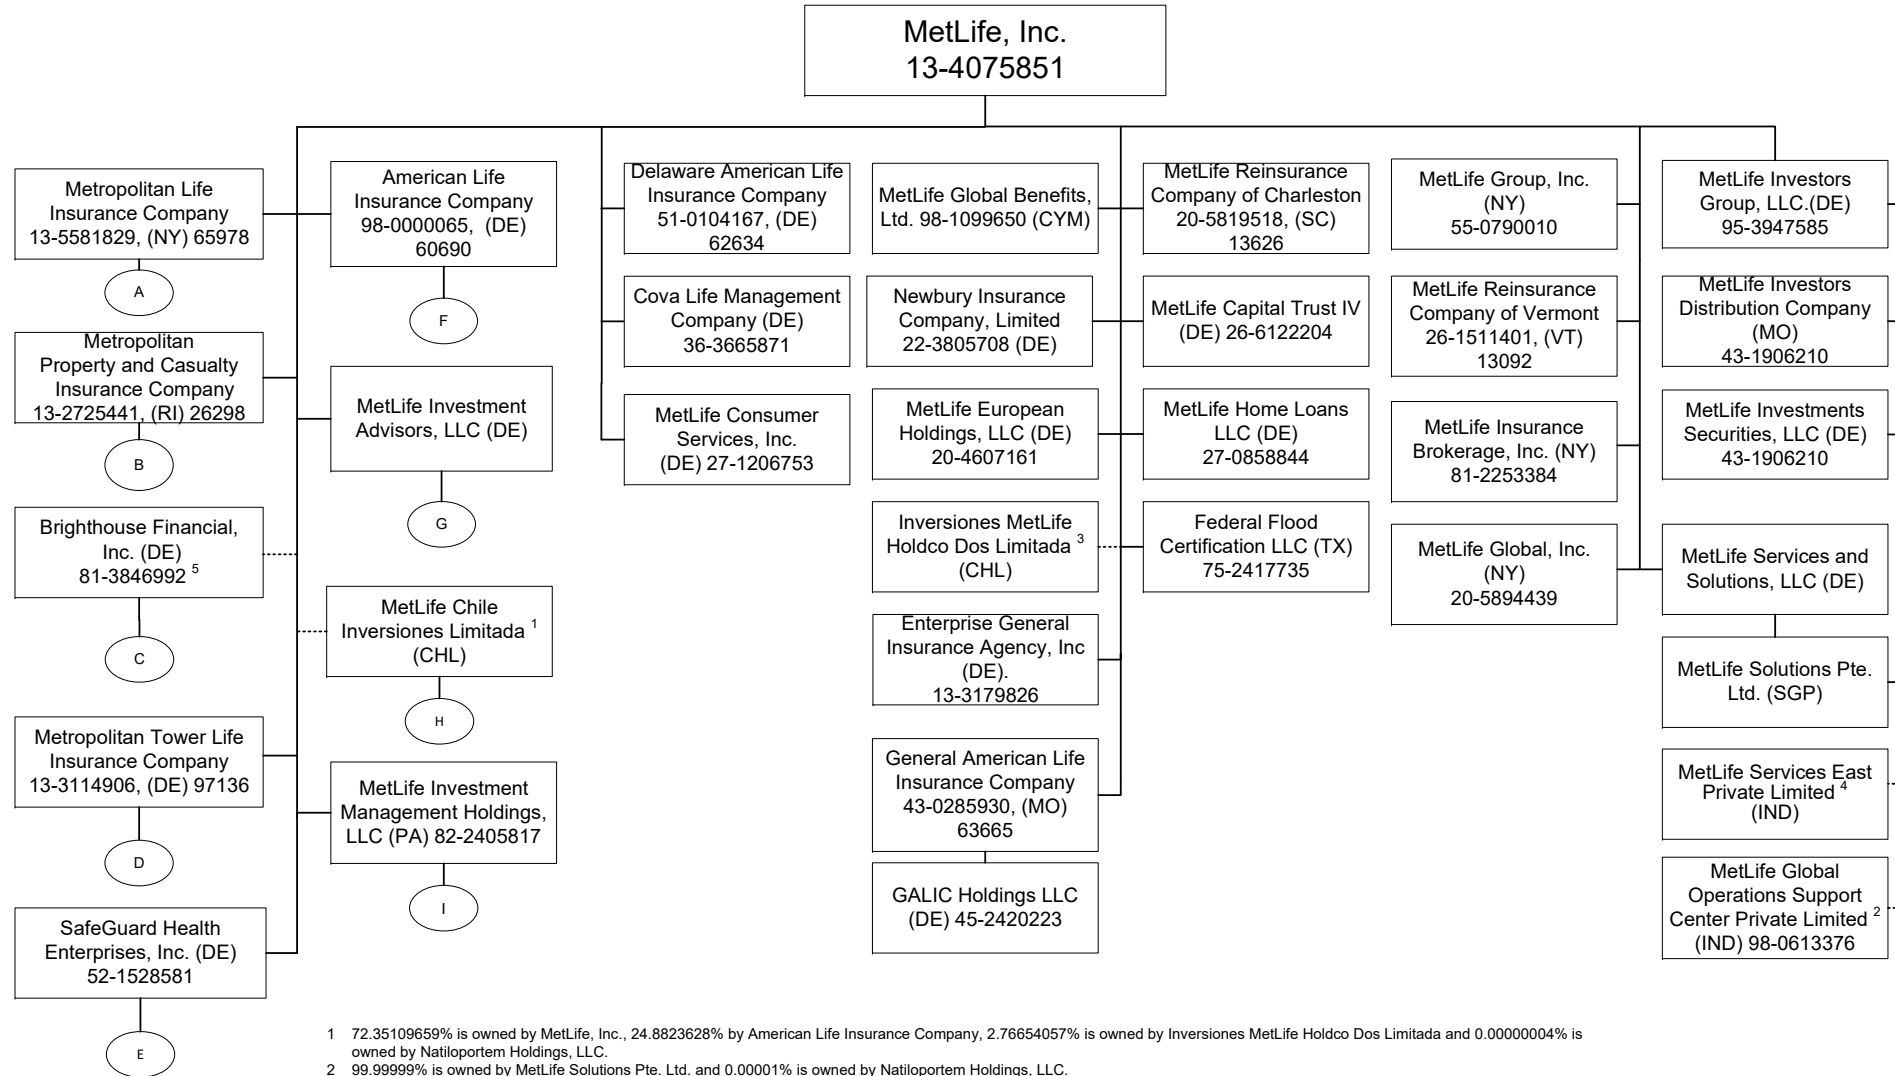 MetLife, Inc.
13-4075851
Metropolitan Life
Insurance Company
13-5581829, (NY) 65978
A
Metropolitan
Property and Casualty
Insurance Company
13-2725441, (RI) 26298
B
Brighthouse Financial,
Inc. (DE)
81-3846992 5
C
Metropolitan Tower Life
Insurance Company
13-3114906, (DE) 97136
D
SafeGuard Health
Enterprises, Inc. (DE)
52-1528581
E
American Life
Insurance Company
98-0000065, (DE)
60690
F
MetLife Investment
Advisors, LLC (DE)
G
MetLife Chile
Inversiones Limitada 1
(CHL)
H
MetLife Investment
Management Holdings,
LLC (PA) 82-2405817
I
Delaware American Life
Insurance Company
51-0104167, (DE)
62634
Cova Life Management
Company (DE)
36-3665871
MetLife Consumer
Services, Inc.
(DE) 27-1206753
MetLife Global Benefits,
Ltd. 98-1099650 (CYM)
Newbury Insurance
Company, Limited
22-3805708 (DE)
MetLife European
Holdings, LLC (DE)
20-4607161
Inversiones MetLife
Holdco Dos Limitada 3
(CHL)
Enterprise General
Insurance Agency, Inc
(DE).
13-3179826
General American Life
Insurance Company
43-0285930, (MO)
63665
GALIC Holdings LLC
(DE) 45-2420223
MetLife Reinsurance
Company of Charleston
20-5819518, (SC)
13626
MetLife Capital Trust IV
(DE) 26-6122204
MetLife Home Loans
LLC (DE)
27-0858844
Federal Flood
Certification LLC (TX)
75-2417735
MetLife Group, Inc.
(NY)
55-0790010
MetLife Reinsurance
Company of Vermont
26-1511401, (VT)
13092
MetLife Insurance
Brokerage, Inc. (NY)
81-2253384
MetLife Global, Inc.
(NY)
20-5894439
MetLife Investors
Group, LLC.(DE)
95-3947585
MetLife Investors
Distribution Company
(MO)
43-1906210
MetLife Investments
Securities, LLC (DE)
43-1906210
MetLife Services and
Solutions, LLC (DE)
MetLife Solutions Pte.
Ltd. (SGP)
MetLife Services East
Private Limited 4
(IND)
MetLife Global
Operations Support
Center Private Limited 2
(IND) 98-0613376
1 72.35109659% is owned by MetLife, Inc., 24.8823628% by American Life Insurance Company, 2.76654057% is owned by Inversiones MetLife Holdco Dos Limitada and 0.00000004% is
owned by Natiloportem Holdings, LLC.
2 99.99999% is owned by MetLife Solutions Pte. Ltd. and 0.00001% is owned by Natiloportem Holdings, LLC.